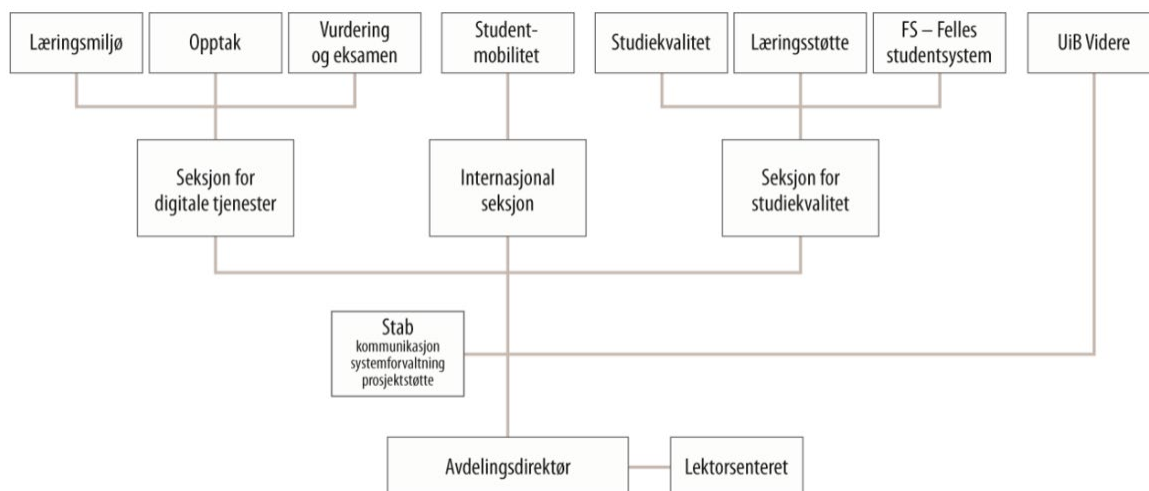 Læringsmiljø
Opptak
Vurdering
og eksamen
Student-
mobilitet
Studiekvalitet
Læringsstøtte
FS – Felles
studentsystem
UiB Videre
Seksjon for
digitale tjenester
Internasjonal
seksjon
Seksjon for
studiekvalitet
Stab
kommunikasjon
systemforvaltning
prosjektstøtte
Avdelingsdirektør
Lektorsenteret